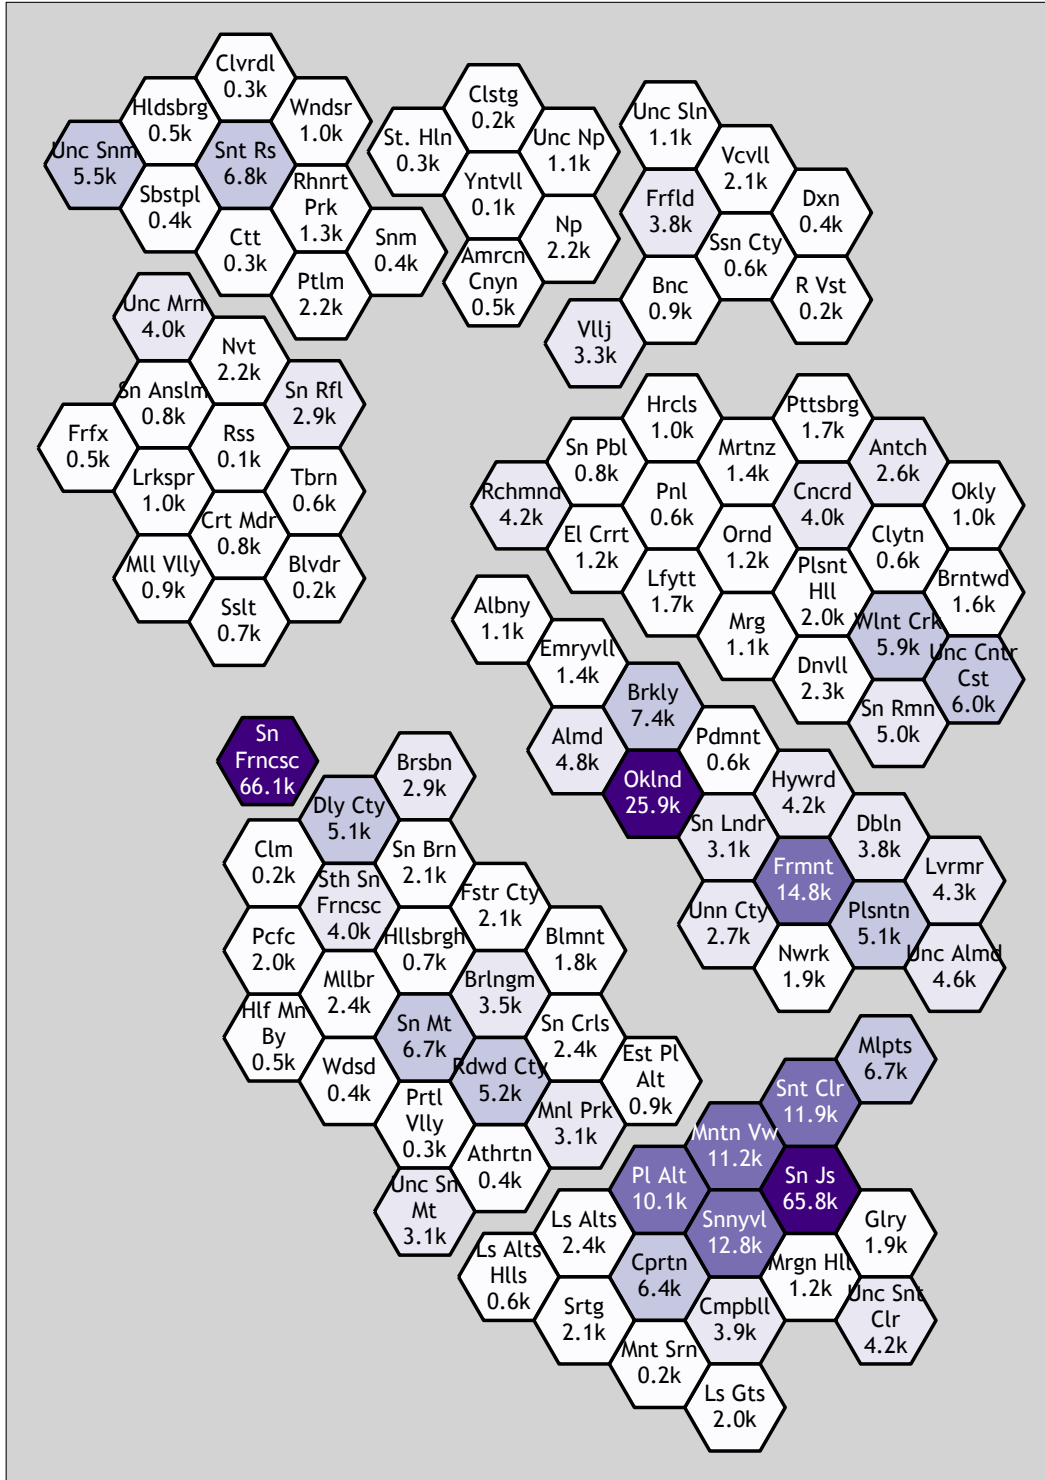 Clvrdl
0.3k
Hldsbrg
0.5k
Wndsr
1.0k
Unc Snm
5.5k
Snt Rs
6.8k
Sbstpl
0.4k
Rhnrt
Prk
1.3k
Ctt
0.3k
Snm
0.4k
Ptlm
2.2k
Clstg
0.2k
St. Hln
0.3k
Unc Np
1.1k
Yntvll
0.1k
Np
2.2k
Amrcn
Cnyn
0.5k
Unc Sln
1.1k
Vcvll
2.1k
Frfld
3.8k
Dxn
0.4k
Ssn Cty
0.6k
Bnc
0.9k
R Vst
0.2k
Vllj
3.3k
Unc Mrn
4.0k
Nvt
2.2k
Sn Anslm
0.8k
Sn Rfl
2.9k
Frfx
0.5k
Rss
0.1k
Lrkspr
1.0k
Tbrn
0.6k
Crt Mdr
0.8k
Mll Vlly
0.9k
Blvdr
0.2k
Sslt
0.7k
Hrcls
1.0k
Pttsbrg
1.7k
Sn Pbl
0.8k
Mrtnz
1.4k
Antch
2.6k
Rchmnd
4.2k
Pnl
0.6k
Cncrd
4.0k
Okly
1.0k
El Crrt
1.2k
Ornd
1.2k
Clytn
0.6k
Lfytt
1.7k
Plsnt
Hll
2.0k
Brntwd
1.6k
Mrg
1.1k
Wlnt Crk
5.9k
Unc Cntr
Cst
6.0k
Dnvll
2.3k
Sn Rmn
5.0k
Albny
1.1k
Emryvll
1.4k
Brkly
7.4k
Almd
4.8k
Pdmnt
0.6k
Oklnd
25.9k
Hywrd
4.2k
Sn Lndr
3.1k
Dbln
3.8k
Frmnt
14.8k
Lvrmr
4.3k
Unn Cty
2.7k
Plsntn
5.1k
Nwrk
1.9k
Unc Almd
4.6k
Sn
Frncsc
66.1k
Brsbn
2.9k
Dly Cty
5.1k
Clm
0.2k
Sn Brn
2.1k
Sth Sn
Frncsc
4.0k
Fstr Cty
2.1k
Pcfc
2.0k
Hllsbrgh
0.7k
Blmnt
1.8k
Mllbr
2.4k
Brlngm
3.5k
Hlf Mn
By
0.5k
Sn Mt
6.7k
Sn Crls
2.4k
Wdsd
0.4k
Rdwd Cty
5.2k
Est Pl
Alt
0.9k
Prtl
Vlly
0.3k
Mnl Prk
3.1k
Athrtn
0.4k
Unc Sn
Mt
3.1k
Mlpts
6.7k
Snt Clr
11.9k
Mntn Vw
11.2k
Pl Alt
10.1k
Sn Js
65.8k
Ls Alts
2.4k
Snnyvl
12.8k
Glry
1.9k
Ls Alts
Hlls
0.6k
Cprtn
6.4k
Mrgn Hll
1.2k
Srtg
2.1k
Cmpbll
3.9k
Unc Snt
Clr
4.2k
Mnt Srn
0.2k
Ls Gts
2.0k